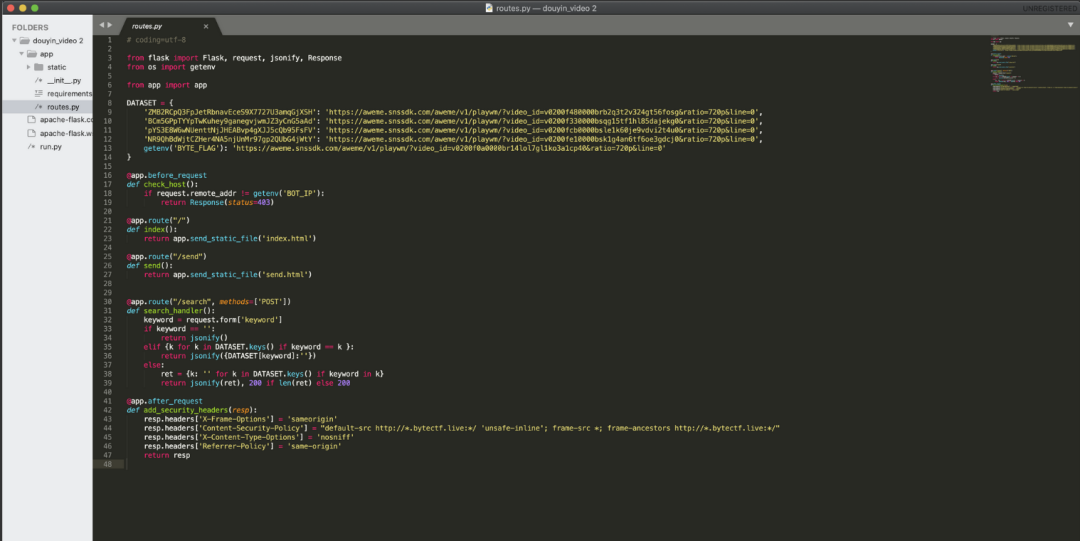 routes.py — douyin_video 2
UNREGISTERED
FOLDERS
douyin_video 2
app
static
__init__.py
requirements
routes.py
apache-flask.co
apache-flask.w
run.py
routes.py ×
1 # coding=utf-8
2
3 from flask import Flask, request, jsonify, Response
4 from os import getenv
5
6 from app import app
7
8 DATASET = {
9 'ZMB2RCpQ3FpJetRbnavEceS9X7727U3amqGjXSH': 'https://aweme.snssdk.com/aweme/v1/playwm/?video_id=v0200f480000brb2q3t2v324gt56fosg&ratio=720p&line=0',
10 'BCm5GPpTYYpTwKuhey9ganegvjwmJZ3yCnG5aAd': 'https://aweme.snssdk.com/aweme/v1/playwm/?video_id=v0200f330000bsqg15tf1hl85dajekg0&ratio=720p&line=0',
11 'pYS3E8WGwNUenttNjJHEABvp4gXJJ5cQb95FsFV': 'https://aweme.snssdk.com/aweme/v1/playwm/?video_id=v0200fcb0000bsle1k60je9vdvi2t4u0&ratio=720p&line=0',
12 'NR9QhBdWjtCZHer4NASnjUnMr97gp2QUbG4jWtY': 'https://aweme.snssdk.com/aweme/v1/playwm/?video_id=v0200fe10000bsk1g4an6tf6oe3gdcj0&ratio=720p&line=0',
13 getenv('BYTE_FLAG'): 'https://aweme.snssdk.com/aweme/v1/playwm/?video_id=v0200f0a0000br14lol7gl1ko3a1cp40&ratio=720p&line=0'
14 }
15
16 @app.before_request
17 def check_host():
18 if request.remote_addr != getenv('BOT_IP'):
19 return Response(status=403)
20
21 @app.route("/")
22 def index():
23 return app.send_static_file('index.html')
24
25 @app.route("/send")
26 def send():
27 return app.send_static_file('send.html')
28
29
30 @app.route("/search", methods=['POST'])
31 def search_handler():
32 keyword = request.form['keyword']
33 if keyword == '':
34 return jsonify()
35 elif {k for k in DATASET.keys() if keyword == k }:
36 return jsonify({DATASET[keyword]:''})
37 else:
38 ret = {k: '' for k in DATASET.keys() if keyword in k}
39 return jsonify(ret), 200 if len(ret) else 200
40
41 @app.after_request
42 def add_security_headers(resp):
43 resp.headers['X-Frame-Options'] = 'sameorigin'
44 resp.headers['Content-Security-Policy'] = "default-src http://*.bytectf.live:*/ 'unsafe-inline'; frame-src *; frame-ancestors http://*.bytectf.live:*/"
45 resp.headers['X-Content-Type-Options'] = 'nosniff'
46 resp.headers['Referrer-Policy'] = 'same-origin'
47 return resp
48